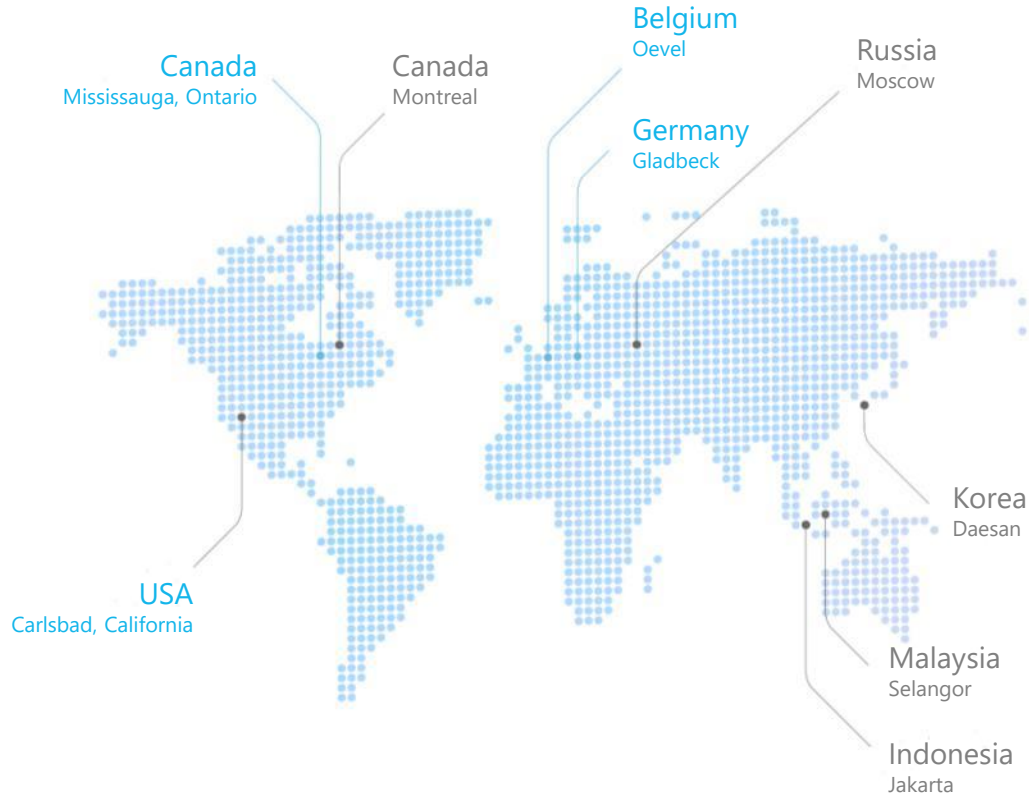 Belgium
Oevel
Canada
Mississauga, Ontario
Canada
Montreal
Russia
Moscow
Germany
Gladbeck
Korea
Daesan
USA
Carlsbad, California
Malaysia
Selangor
Indonesia
Jakarta